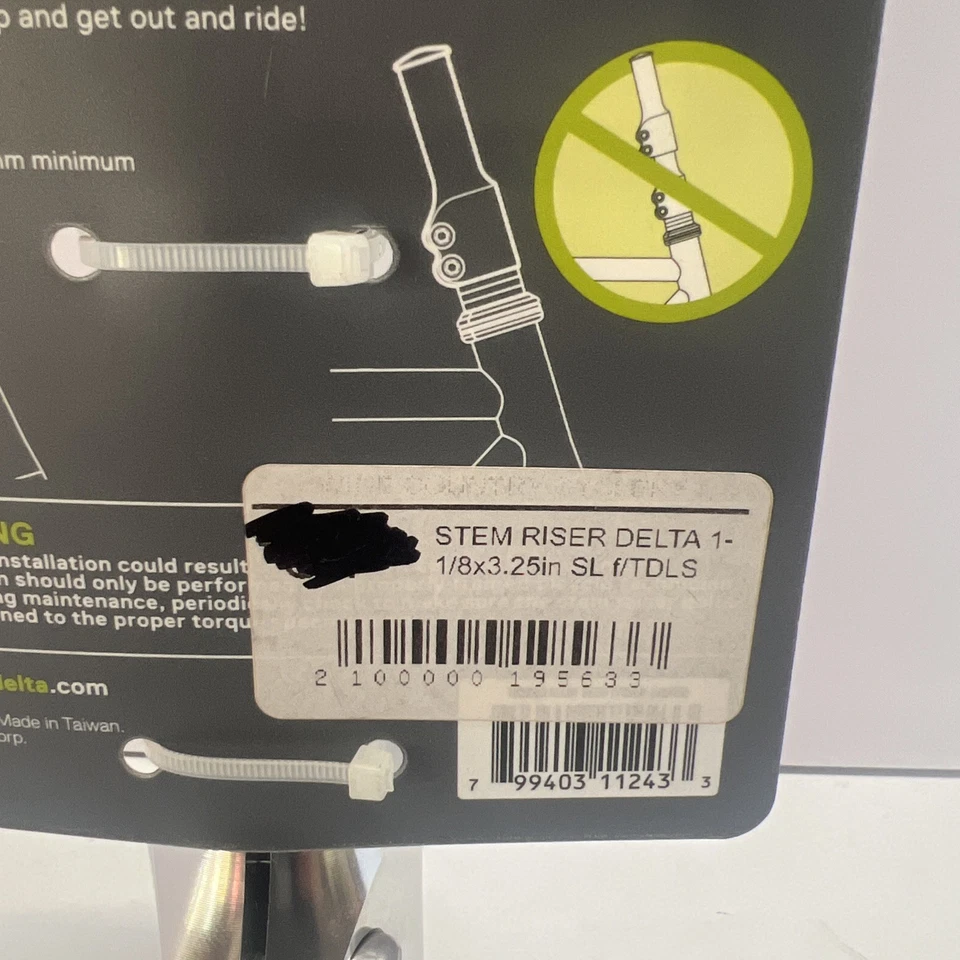 p and get out and ride!
mm minimum
NG
nstallation could result
n should only be perfor
ng maintenance, periodi
ned to the proper torqu
delta.com
Made in Taiwan.
orp.
STEM RISER DELTA 1-
1/8x3.25in SL f/TDLS
2 100000 195633
7 99403 11243 3